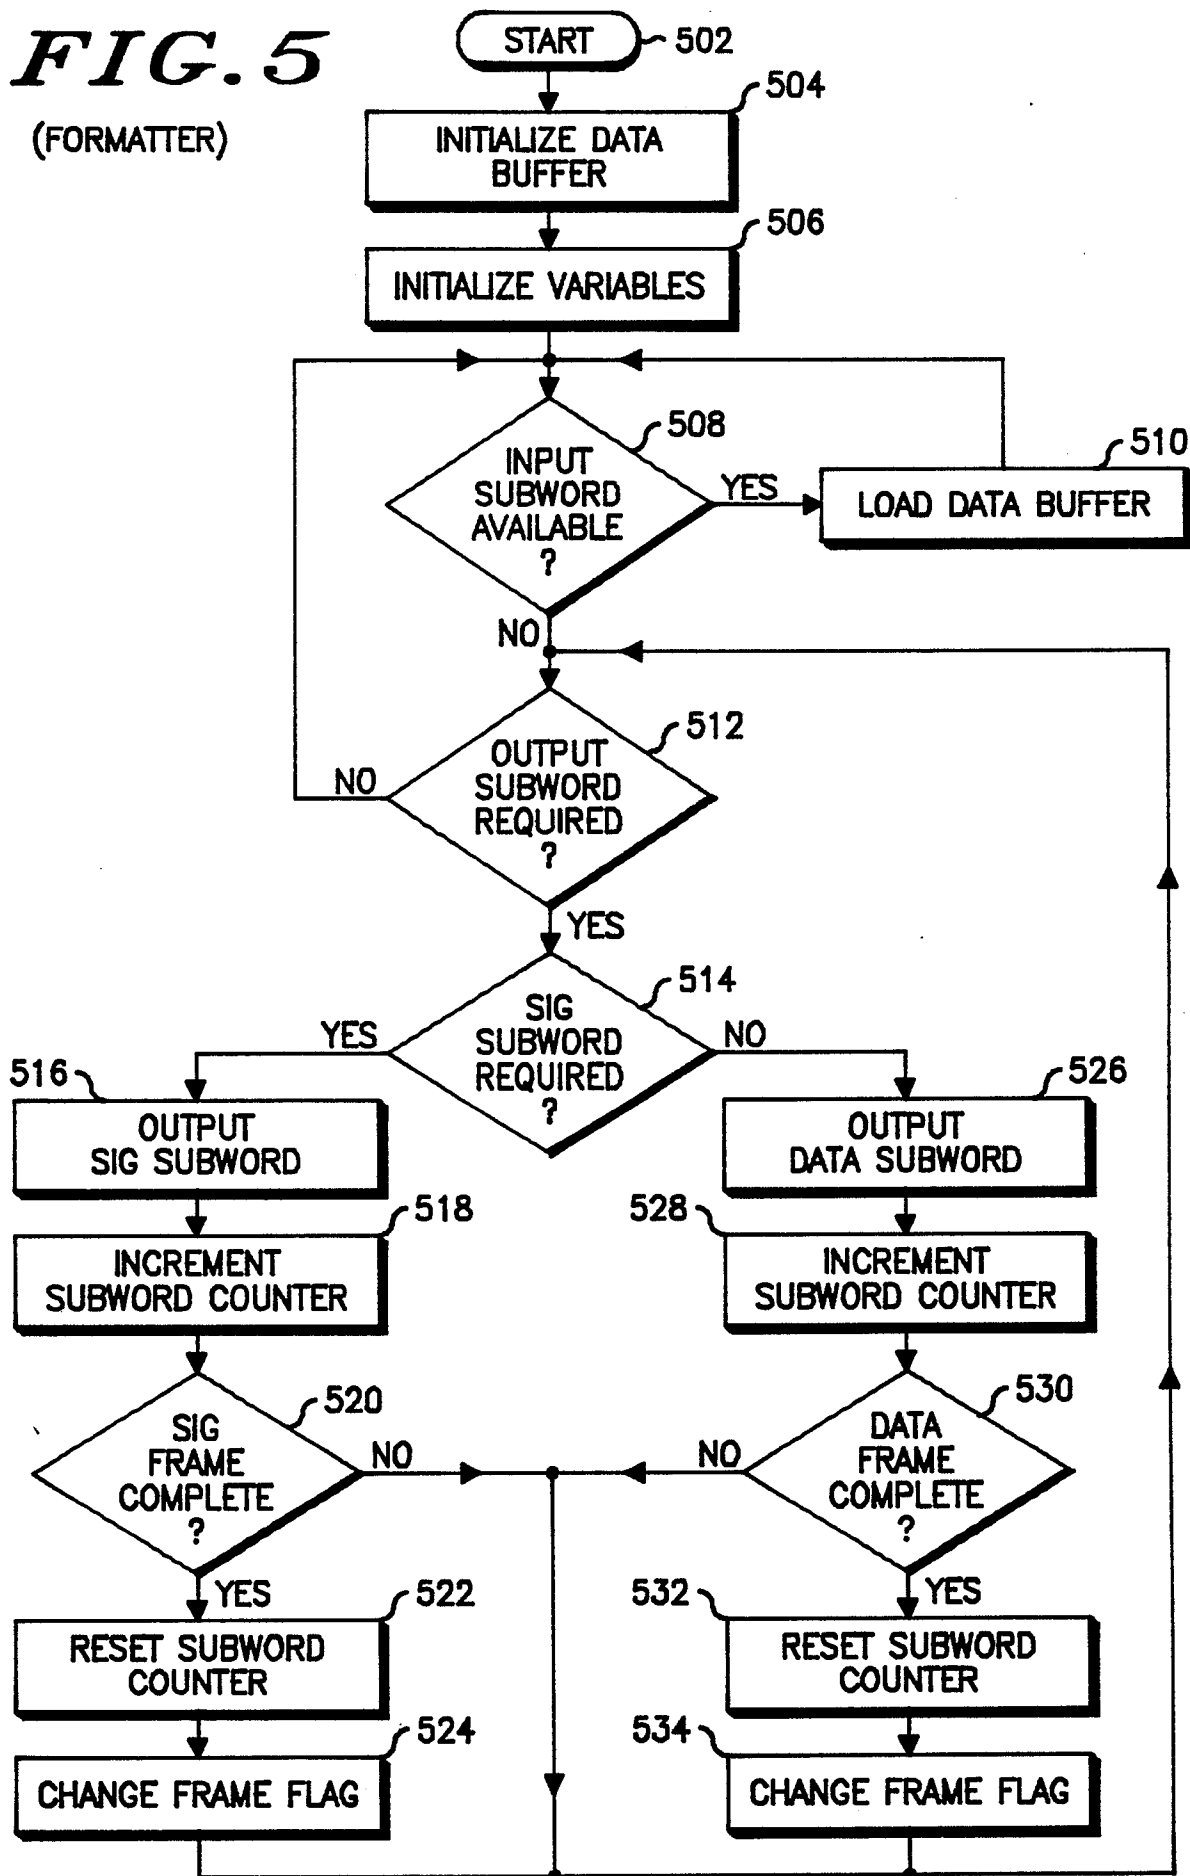 FIG. 5
(FORMATTER)
START
502
504
INITIALIZE DATA
BUFFER
506
INITIALIZE VARIABLES
508
INPUT
SUBWORD
AVAILABLE
?
YES
510
LOAD DATA BUFFER
NO
512
OUTPUT
SUBWORD
REQUIRED
?
NO
YES
514
SIG
SUBWORD
REQUIRED
?
YES
NO
516
OUTPUT
SIG SUBWORD
526
OUTPUT
DATA SUBWORD
518
INCREMENT
SUBWORD COUNTER
528
INCREMENT
SUBWORD COUNTER
520
SIG
FRAME
COMPLETE
?
NO
530
DATA
FRAME
COMPLETE
?
NO
YES
522
RESET SUBWORD
COUNTER
YES
532
RESET SUBWORD
COUNTER
524
CHANGE FRAME FLAG
534
CHANGE FRAME FLAG